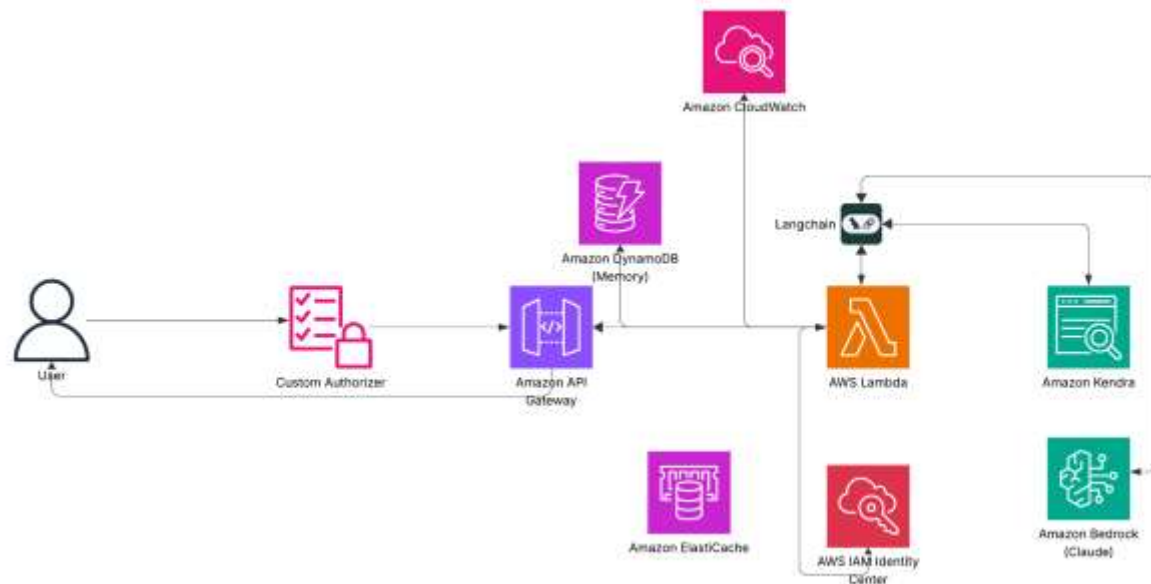 Amazon CloudWatch
Langchain
Amazon DynamoDB
(Memory)
User
Custom Authorizer
Amazon API
Gateway
AWS Lambda
Amazon Kendra
Amazon ElastiCache
AWS IAM Identity
Center
Amazon Bedrock
(Claude)